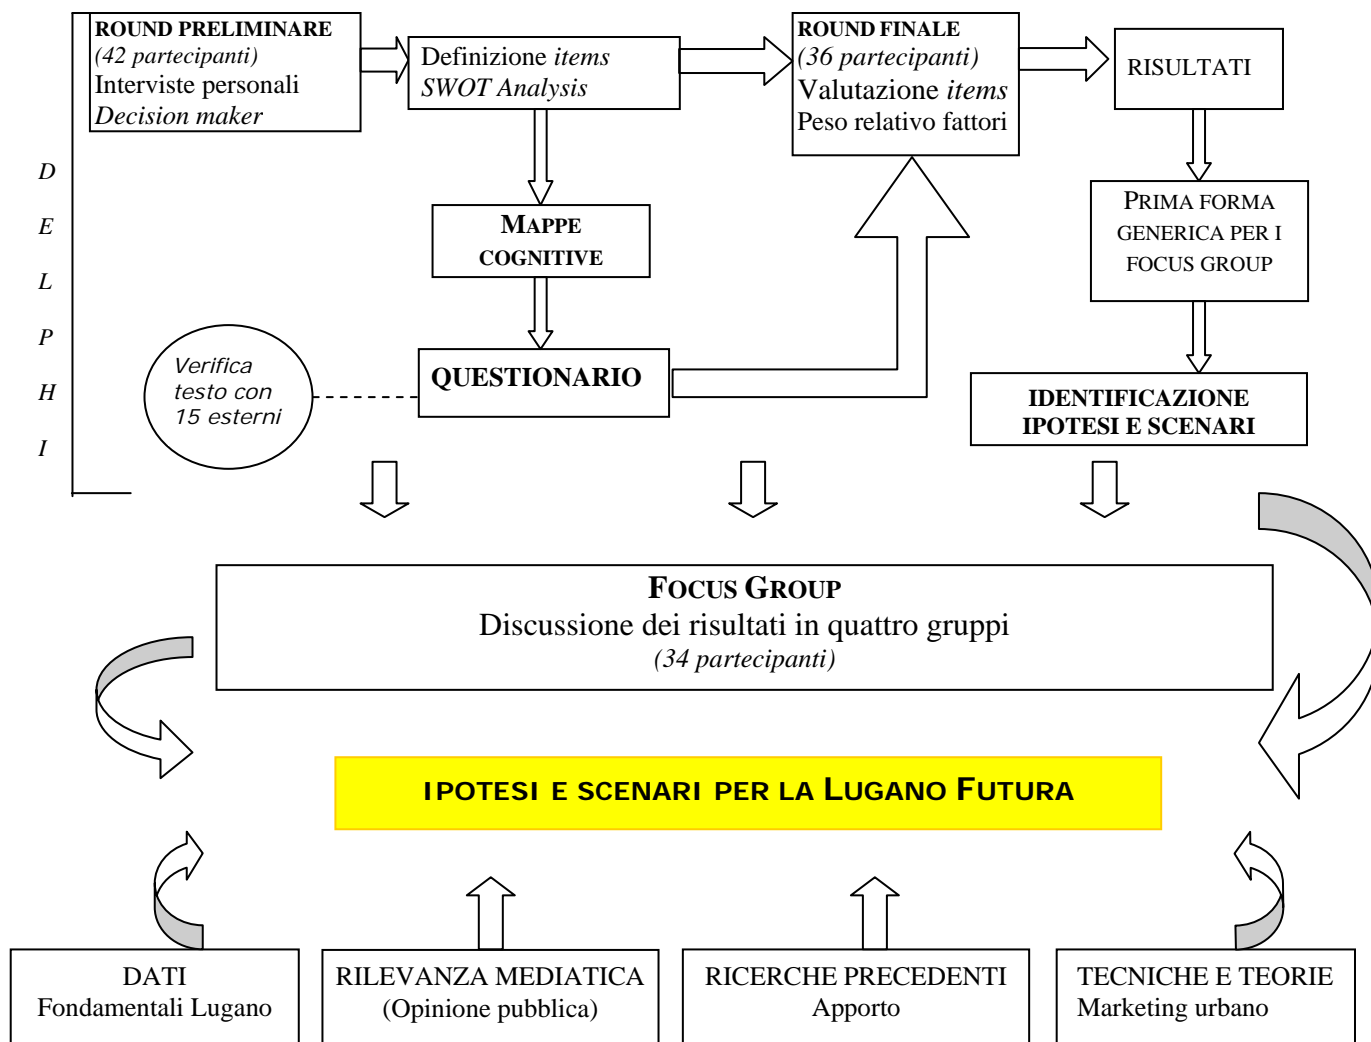 ROUND PRELIMINARE
(42 partecipanti)
Interviste personali
Decision maker
Definizione items
SWOT Analysis
ROUND FINALE
(36 partecipanti)
Valutazione items
Peso relativo fattori
RISULTATI
D
E
L
P
H
I
MAPPE
COGNITIVE
PRIMA FORMA
GENERICA PER I
FOCUS GROUP
Verifica
testo con
15 esterni
QUESTIONARIO
IDENTIFICAZIONE
IPOTESI E SCENARI
FOCUS GROUP
Discussione dei risultati in quattro gruppi
(34 partecipanti)
IPOTESI E SCENARI PER LA LUGANO FUTURA
DATI
Fondamentali Lugano
RILEVANZA MEDIATICA
(Opinione pubblica)
RICERCHE PRECEDENTI
Apporto
TECNICHE E TEORIE
Marketing urbano